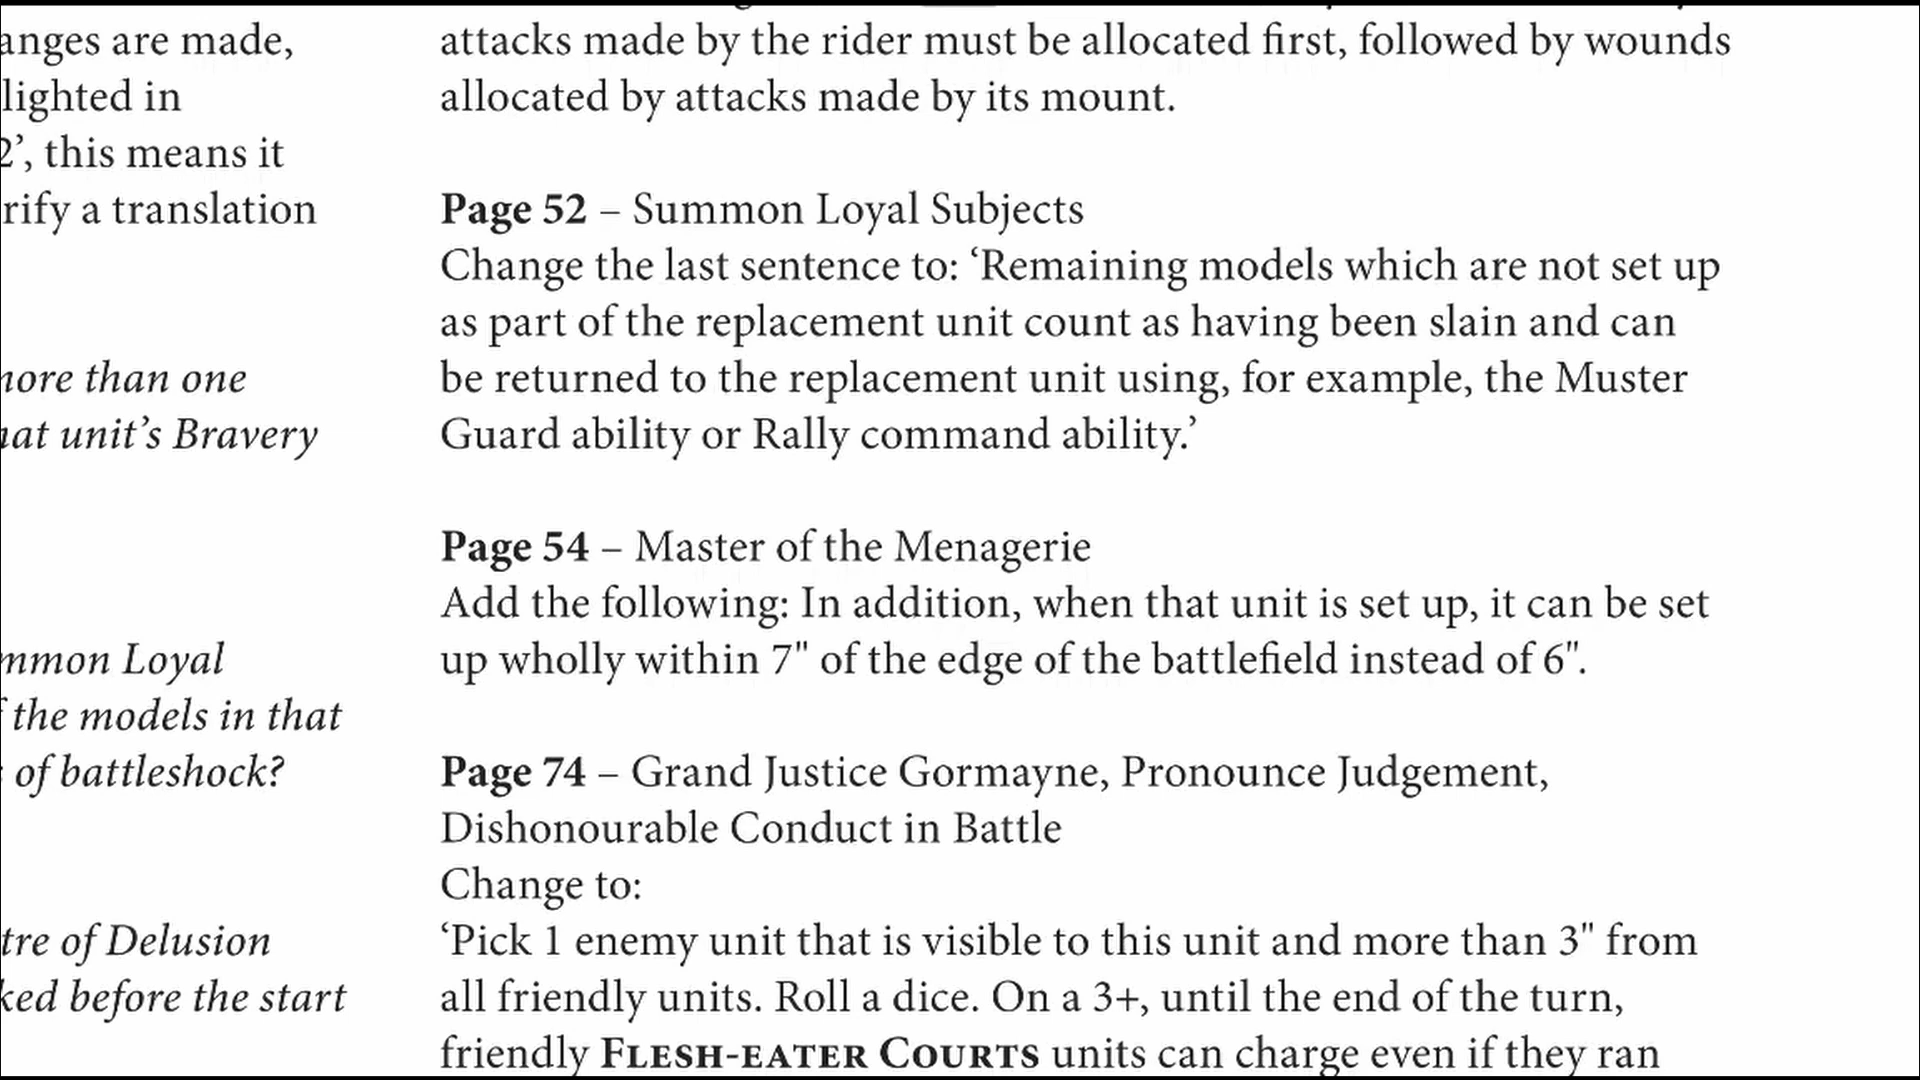 anges are made,
lighted in
2’, this means it
rify a translation
more than one
hat unit’s Bravery
mmon Loyal
f the models in that
of battleshock?
tre of Delusion
ked before the start
attacks made by the rider must be allocated first, followed by wounds
allocated by attacks made by its mount.
Page 52 – Summon Loyal Subjects
Change the last sentence to: ‘Remaining models which are not set up
as part of the replacement unit count as having been slain and can
be returned to the replacement unit using, for example, the Muster
Guard ability or Rally command ability.’
Page 54 – Master of the Menagerie
Add the following: In addition, when that unit is set up, it can be set
up wholly within 7" of the edge of the battlefield instead of 6".
Page 74 – Grand Justice Gormayne, Pronounce Judgement,
Dishonourable Conduct in Battle
Change to:
‘Pick 1 enemy unit that is visible to this unit and more than 3" from
all friendly units. Roll a dice. On a 3+, until the end of the turn,
friendly FLESH-EATER COURTS units can charge even if they ran